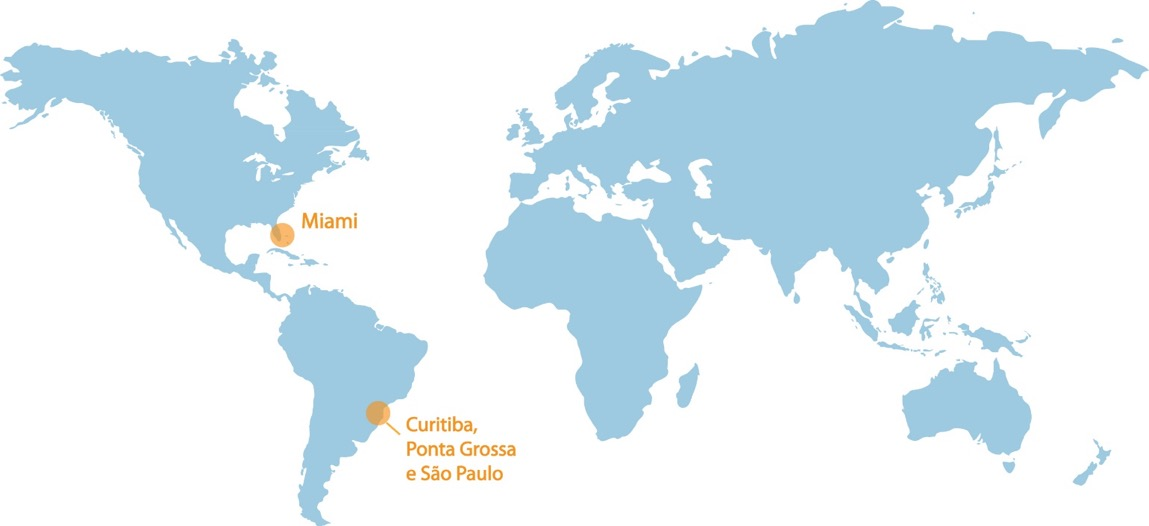 Miami
Curitiba,
Ponta Grossa
e São Paulo